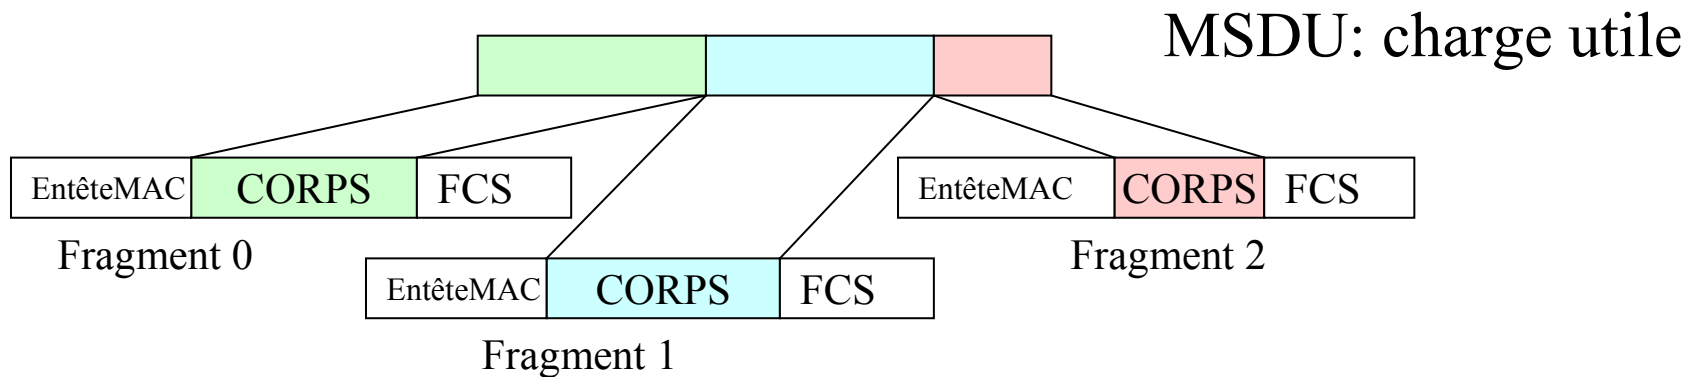 MSDU: charge utile
EntêteMAC CORPS FCS
Fragment 0
EntêteMAC CORPS FCS
Fragment 1
EntêteMAC CORPS FCS
Fragment 2